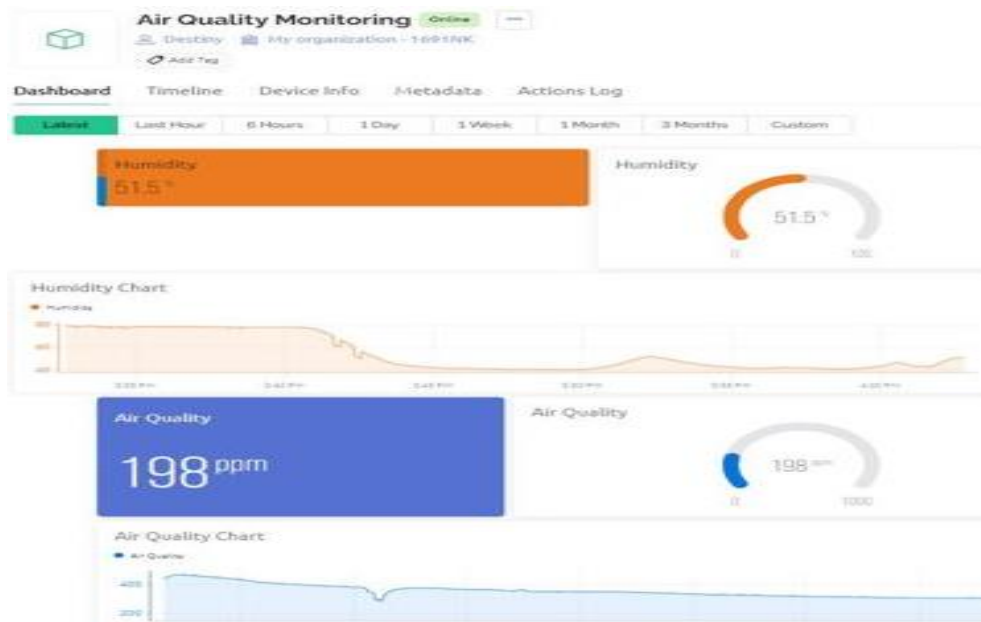 Air Quality Monitoring Online
Destiny My organization - 1691NK
Add Tag
Dashboard Timeline Device Info Metadata Actions Log
Latest Last Hour 6 Hours 1 Day 1 Week 1 Month 3 Months Custom
Humidity
51.5 %
Humidity
51.5 %
0 100
Humidity Chart
Humidity
Air Quality
198 ppm
Air Quality
198 ppm
0 1000
Air Quality Chart
Air Quality
400
200